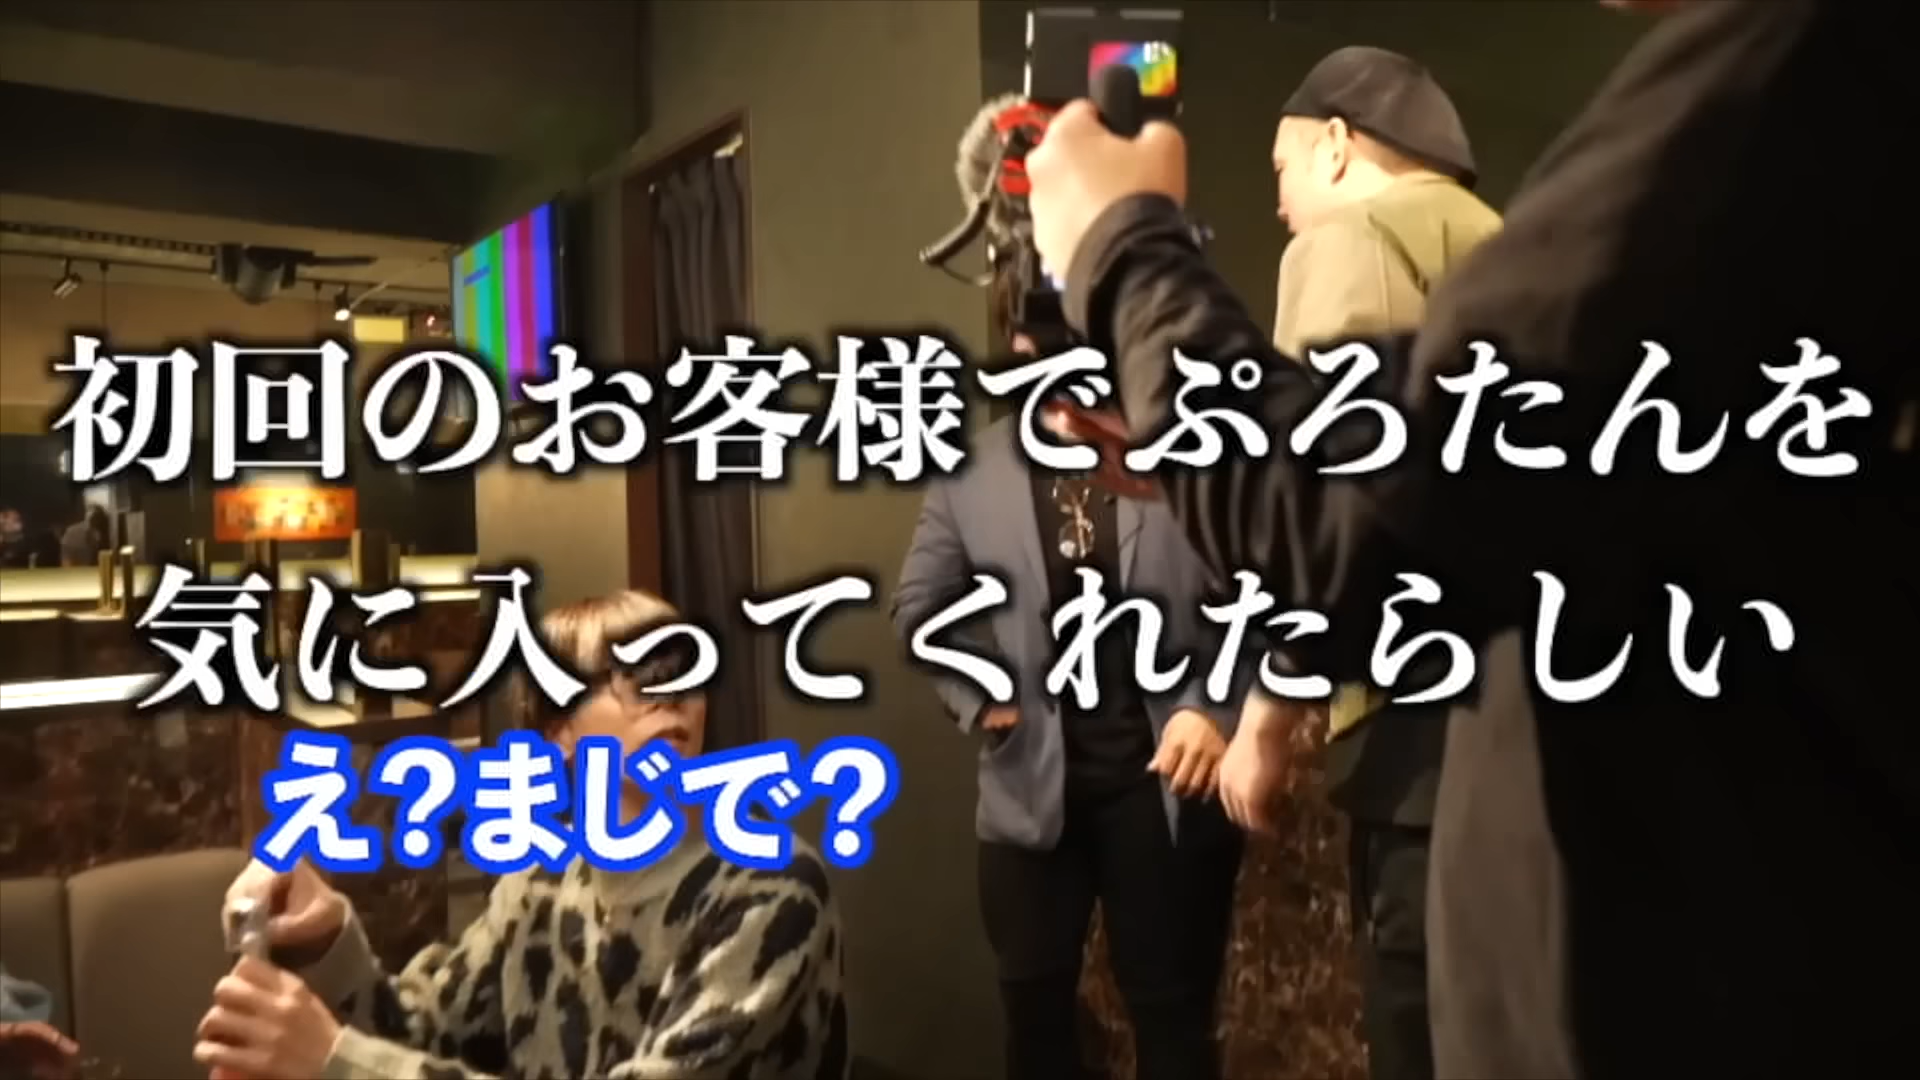 初回のお客様でぷろたんを
気に入ってくれたらしい
え?まじで?